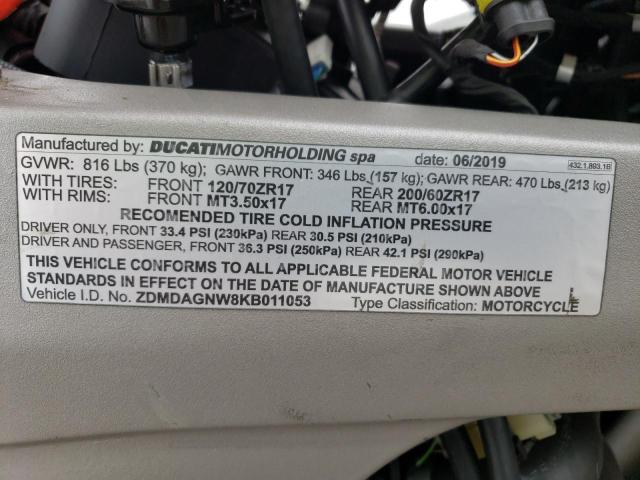 Manufactured by: DUCATIMOTORHOLDING spa date: 06/2019 432.1.893.1B
GVWR: 816 Lbs (370 kg); GAWR FRONT: 346 Lbs.(157 kg); GAWR REAR: 470 Lbs.(213 kg)
WITH TIRES: FRONT 120/70ZR17 REAR 200/60ZR17
WITH RIMS: FRONT MT3.50x17 REAR MT6.00x17
RECOMENDED TIRE COLD INFLATION PRESSURE
DRIVER ONLY, FRONT 33.4 PSI (230kPa) REAR 30.5 PSI (210kPa)
DRIVER AND PASSENGER, FRONT 36.3 PSI (250kPa) REAR 42.1 PSI (290kPa)
THIS VEHICLE CONFORMS TO ALL APPLICABLE FEDERAL MOTOR VEHICLE
STANDARDS IN EFFECT ON THE DATE OF MANUFACTURE SHOWN ABOVE
Vehicle I.D. No. ZDMDAGNW8KB011053 Type Classification: MOTORCYCLE